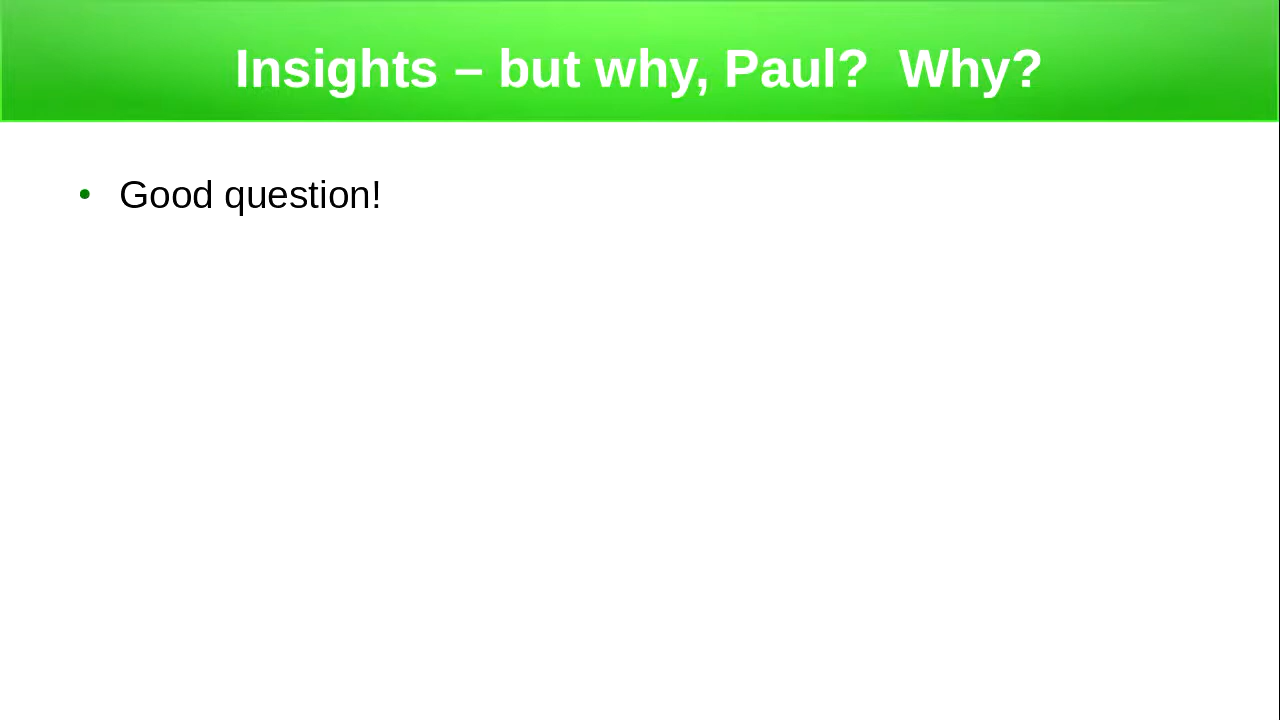 Insights – but why, Paul?  Why?
• Good question!